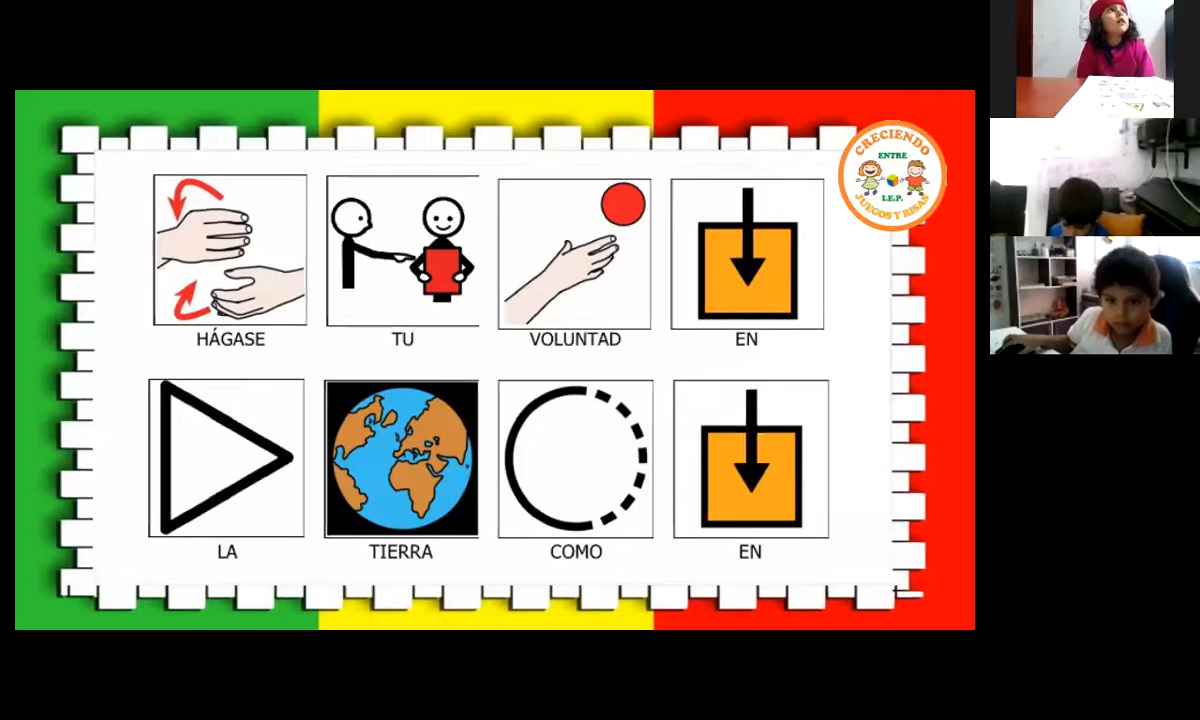 CRECIENDO
ENTRE
I.E.P.
JUEGOS Y RISAS
HÁGASE TU VOLUNTAD EN
LA TIERRA COMO EN